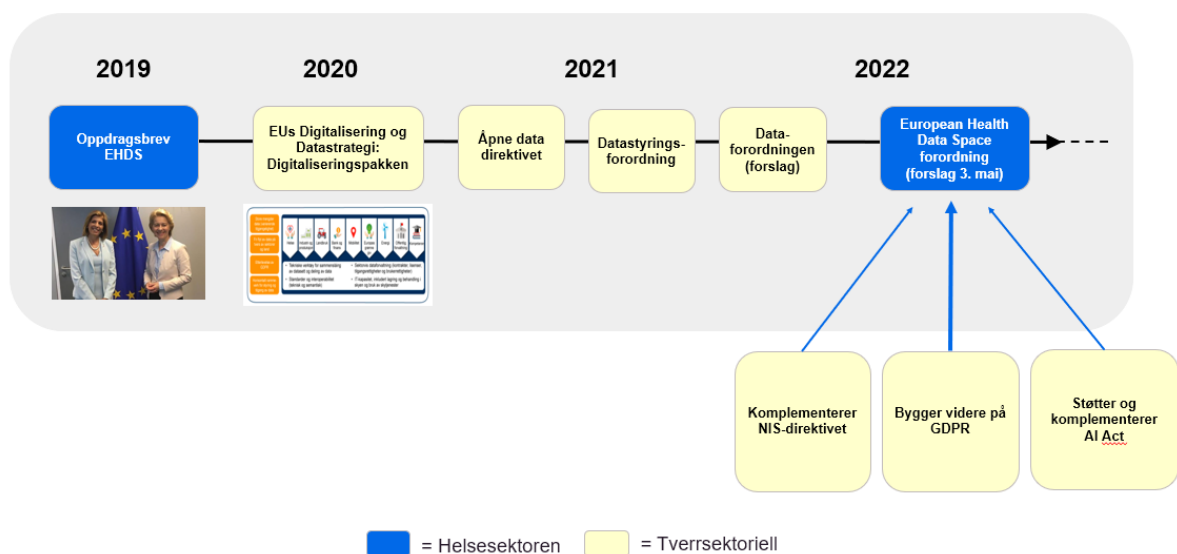 2019
2020
2021
2022
Oppdragsbrev
EHDS
EUs Digitalisering og
Datastrategi:
Digitaliseringspakken
Åpne data
direktivet
Datastyrings-
forordning
Data-
forordningen
(forslag)
European Health
Data Space
forordning
(forslag 3. mai)
Komplementerer
NIS-direktivet
Bygger videre på
GDPR
Støtter og
komplementerer
AI Act
= Helsesektoren
= Tverrsektoriell